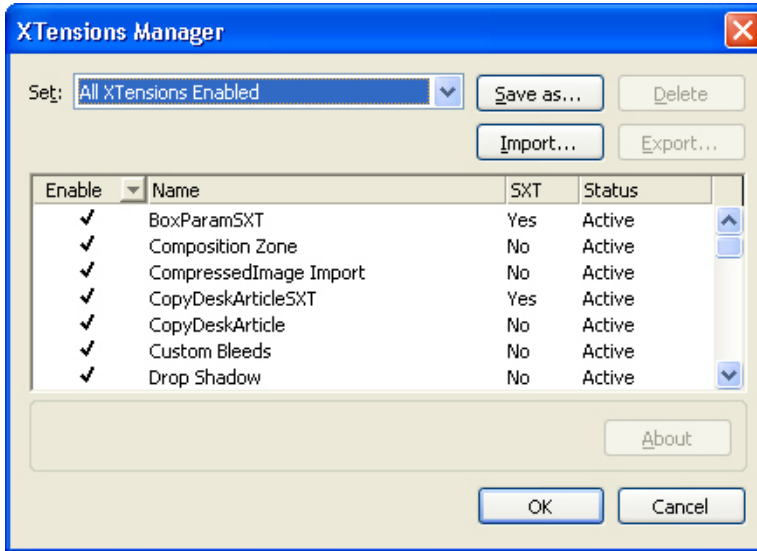 XTensions Manager
Set: All XTensions Enabled Save as... Delete
Import... Export...
Enable Name SXT Status
BoxParamSXT Yes Active
Composition Zone No Active
CompressedImage Import No Active
CopyDeskArticleSXT Yes Active
CopyDeskArticle No Active
Custom Bleeds No Active
Drop Shadow No Active
About
OK Cancel